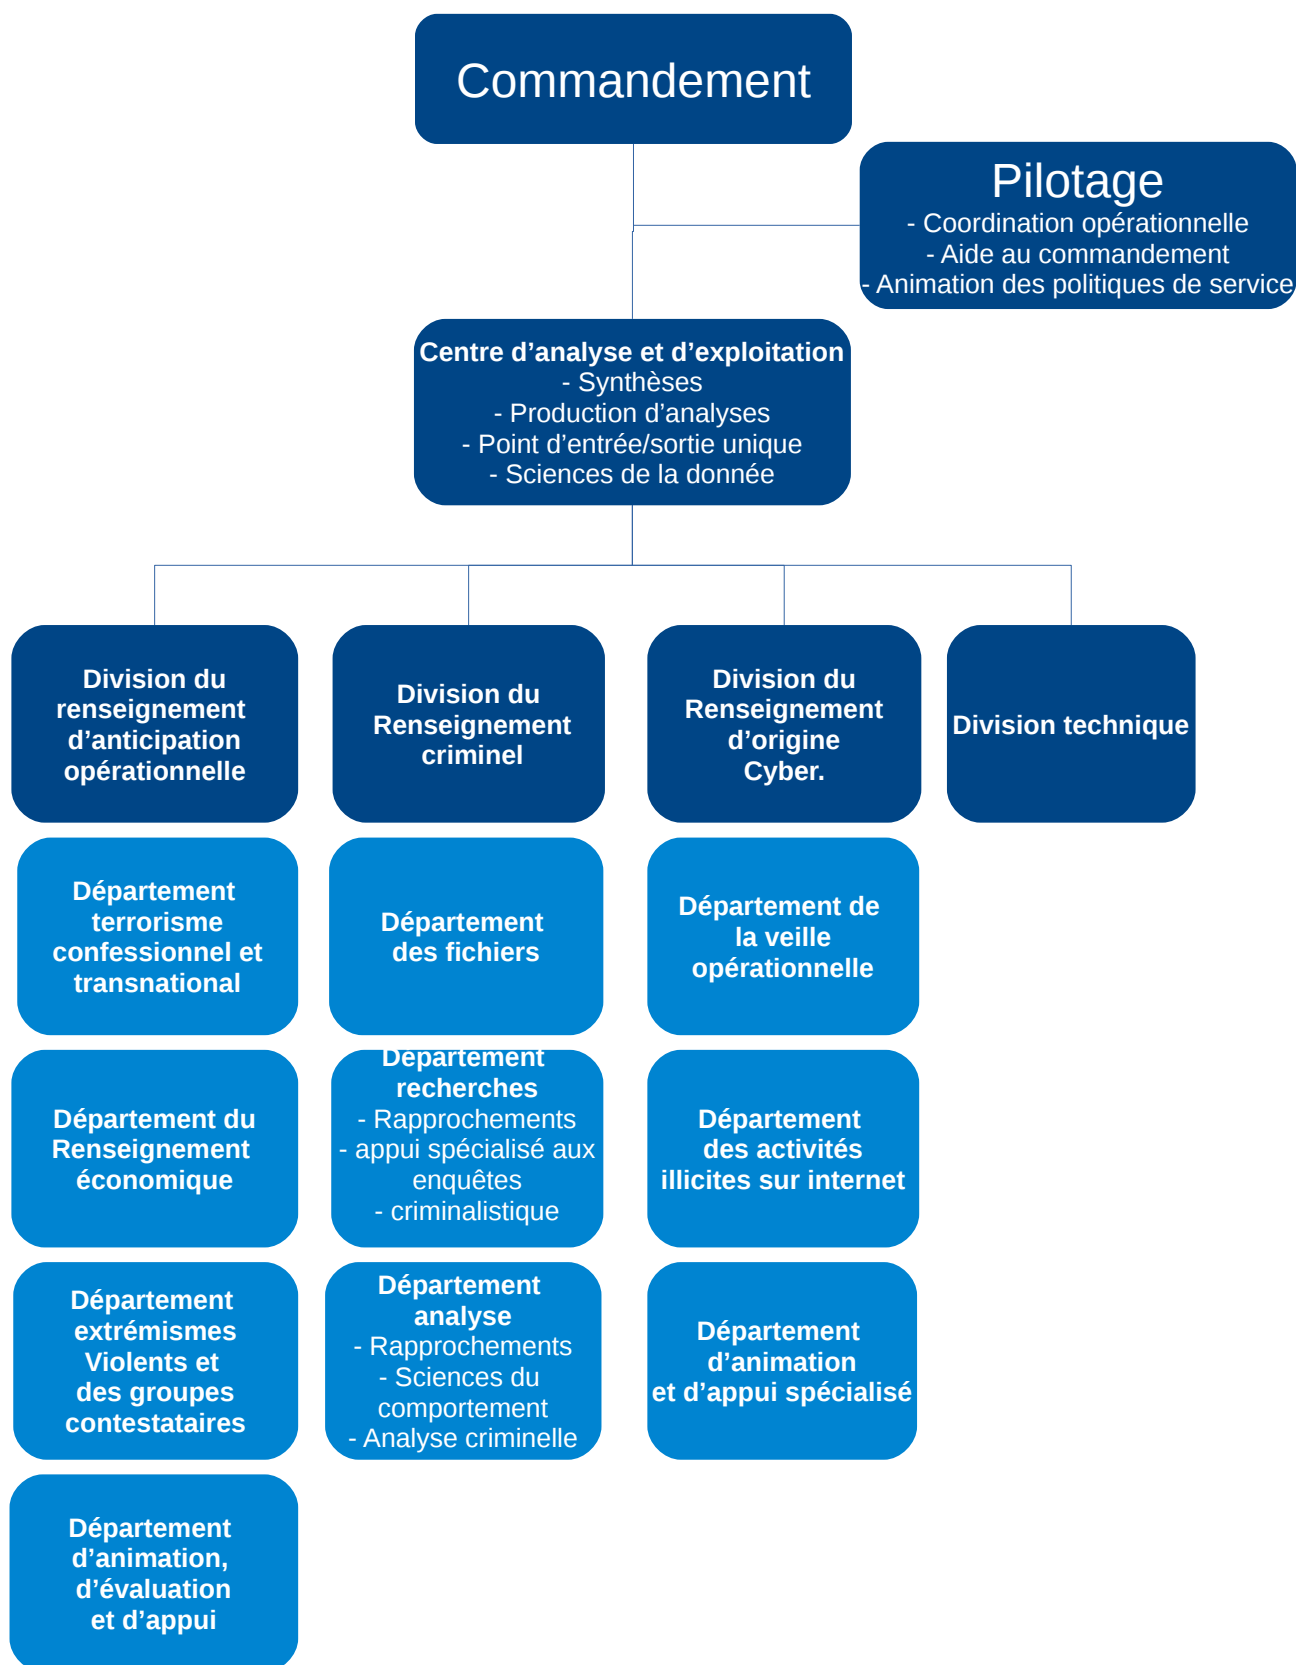 Commandement
Pilotage
- Coordination opérationnelle
- Aide au commandement
- Animation des politiques de service
Centre d’analyse et d’exploitation
- Synthèses
- Production d’analyses
- Point d’entrée/sortie unique
- Sciences de la donnée
Division du
renseignement
d’anticipation
opérationnelle
Division du
Renseignement
criminel
Division du
Renseignement
d’origine
Cyber.
Division technique
Département
terrorisme
confessionnel et
transnational
Département
des fichiers
Département de
la veille
opérationnelle
Département du
Renseignement
économique
Département
recherches
- Rapprochements
- appui spécialisé aux
enquêtes
- criminalistique
Département
des activités
illicites sur internet
Département
extrémismes
Violents et
des groupes
contestataires
Département
analyse
- Rapprochements
- Sciences du
comportement
- Analyse criminelle
Département
d’animation
et d’appui spécialisé
Département
d’animation,
d’évaluation
et d’appui